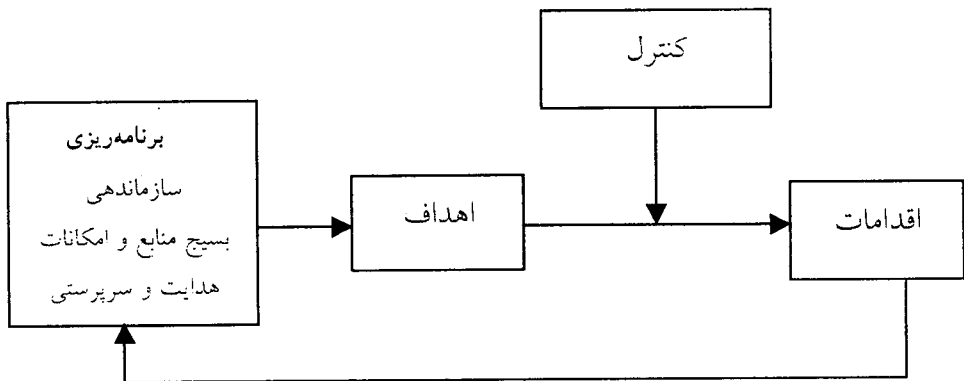 کنترل
برنامه‌ریزی
سازماندهی
بسیج منابع و امکانات
هدایت و سرپرستی
اهداف
اقدامات